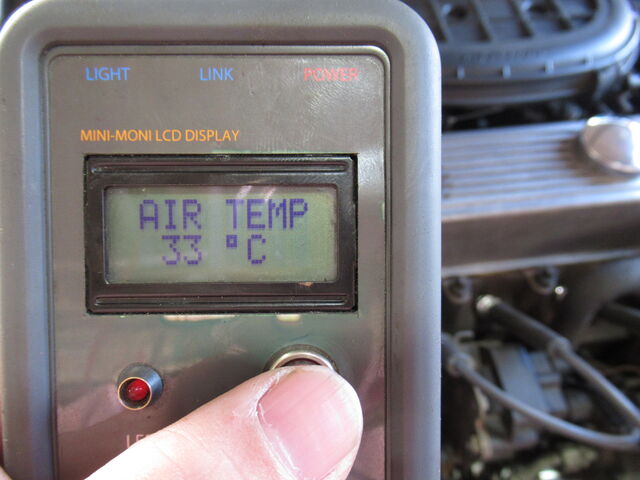 LIGHT LINK POWER
MINI-MONI LCD DISPLAY
AIR TEMP
33 °C